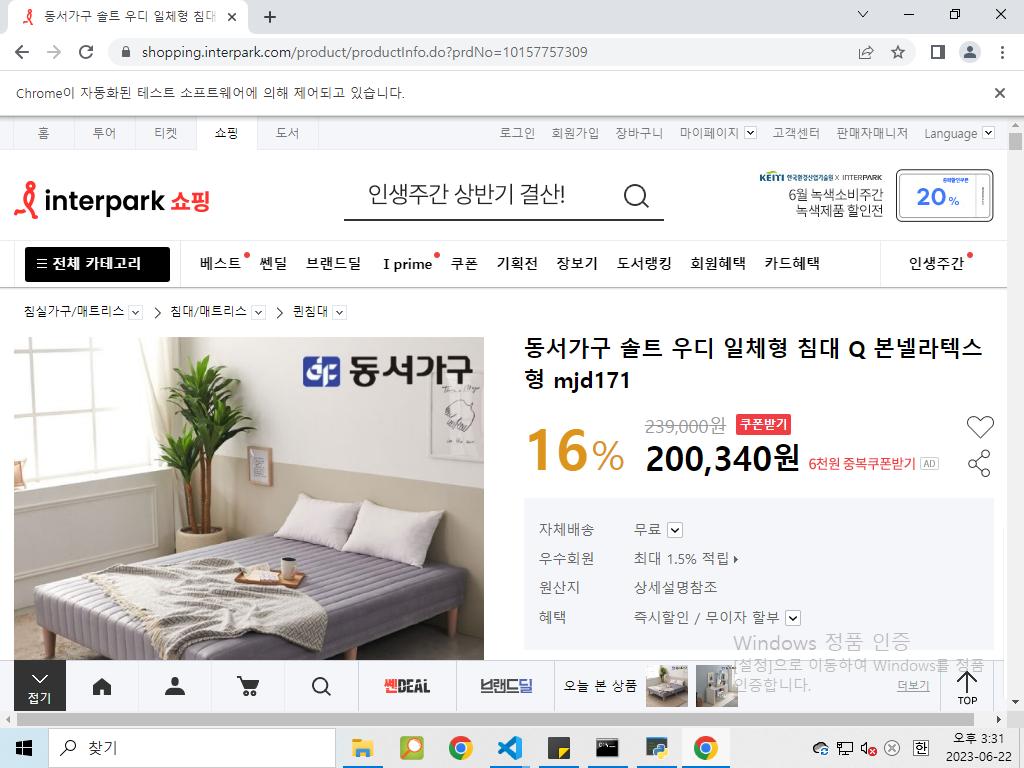 동서가구 솔트 우디 일체형 침대
shopping.interpark.com/product/productInfo.do?prdNo=10157757309
Chrome이 자동화된 테스트 소프트웨어에 의해 제어되고 있습니다.
홈 투어 티켓 쇼핑 도서 로그인 회원가입 장바구니 마이페이지 고객센터 판매자매니저 Language
interpark 쇼핑
인생주간 상반기 결산!
KEITI 한국환경산업기술원 X INTERPARK
6월 녹색소비주간
녹색제품 할인전
20%
전체 카테고리 베스트 쎈딜 브랜드딜 I prime 쿠폰 기획전 장보기 도서랭킹 회원혜택 카드혜택 인생주간
침실가구/매트리스 침대/매트리스 퀸침대
동서가구
동서가구 솔트 우디 일체형 침대 Q 본넬라텍스
형 mjd171
239,000원 쿠폰받기
16% 200,340원 6천원 중복쿠폰받기 AD
자체배송 무료
우수회원 최대 1.5% 적립
원산지 상세설명참조
혜택 즉시할인 / 무이자 할부
Windows 정품 인증
[설정]으로 이동하여 Windows를 정품
인증합니다.
접기 쎈DEAL 브랜드딜 오늘 본 상품 더보기 TOP
찾기
한
오후 3:31
2023-06-22